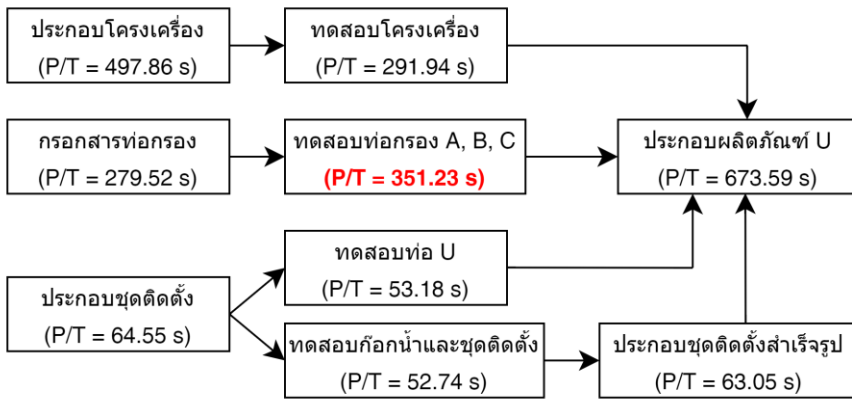 ประกอบโครงเครื่อง
(P/T = 497.86 s)
ทดสอบโครงเครื่อง
(P/T = 291.94 s)
กรอกสารท่อกรอง
(P/T = 279.52 s)
ทดสอบท่อกรอง A, B, C
(P/T = 351.23 s)
ประกอบผลิตภัณฑ์ U
(P/T = 673.59 s)
ประกอบชุดติดตั้ง
(P/T = 64.55 s)
ทดสอบท่อ U
(P/T = 53.18 s)
ทดสอบก๊อกน้ำและชุดติดตั้ง
(P/T = 52.74 s)
ประกอบชุดติดตั้งสำเร็จรูป
(P/T = 63.05 s)